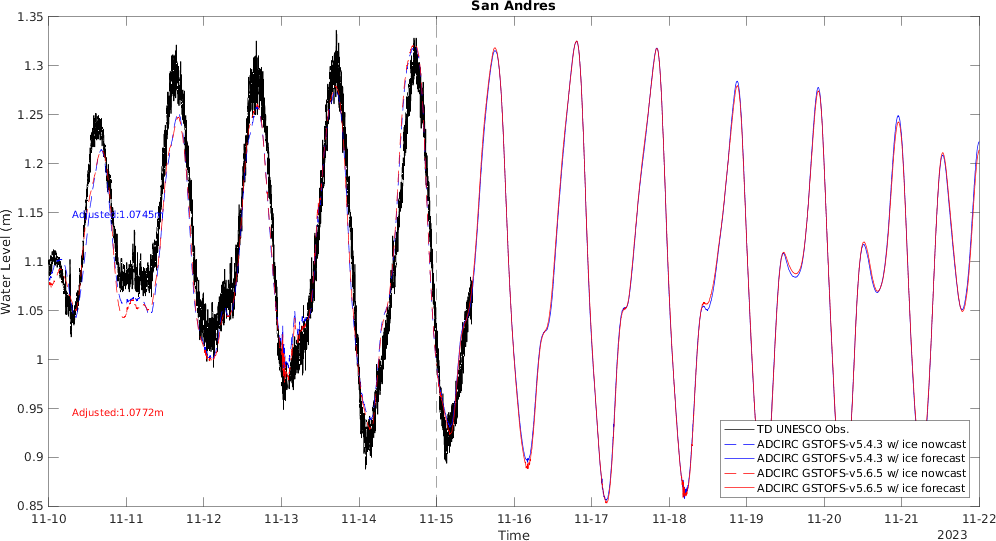 San Andres
1.35
1.3
1.25
1.2
1.15
1.1
1.05
1
0.95
0.9
0.85
Water Level (m)
Adjusted:1.0745m
Adjusted:1.0772m
TD UNESCO Obs.
ADCIRC GSTOFS-v5.4.3 w/ ice nowcast
ADCIRC GSTOFS-v5.4.3 w/ ice forecast
ADCIRC GSTOFS-v5.6.5 w/ ice nowcast
ADCIRC GSTOFS-v5.6.5 w/ ice forecast
11-10 11-11 11-12 11-13 11-14 11-15 11-16 11-17 11-18 11-19 11-20 11-21 11-22
Time
2023